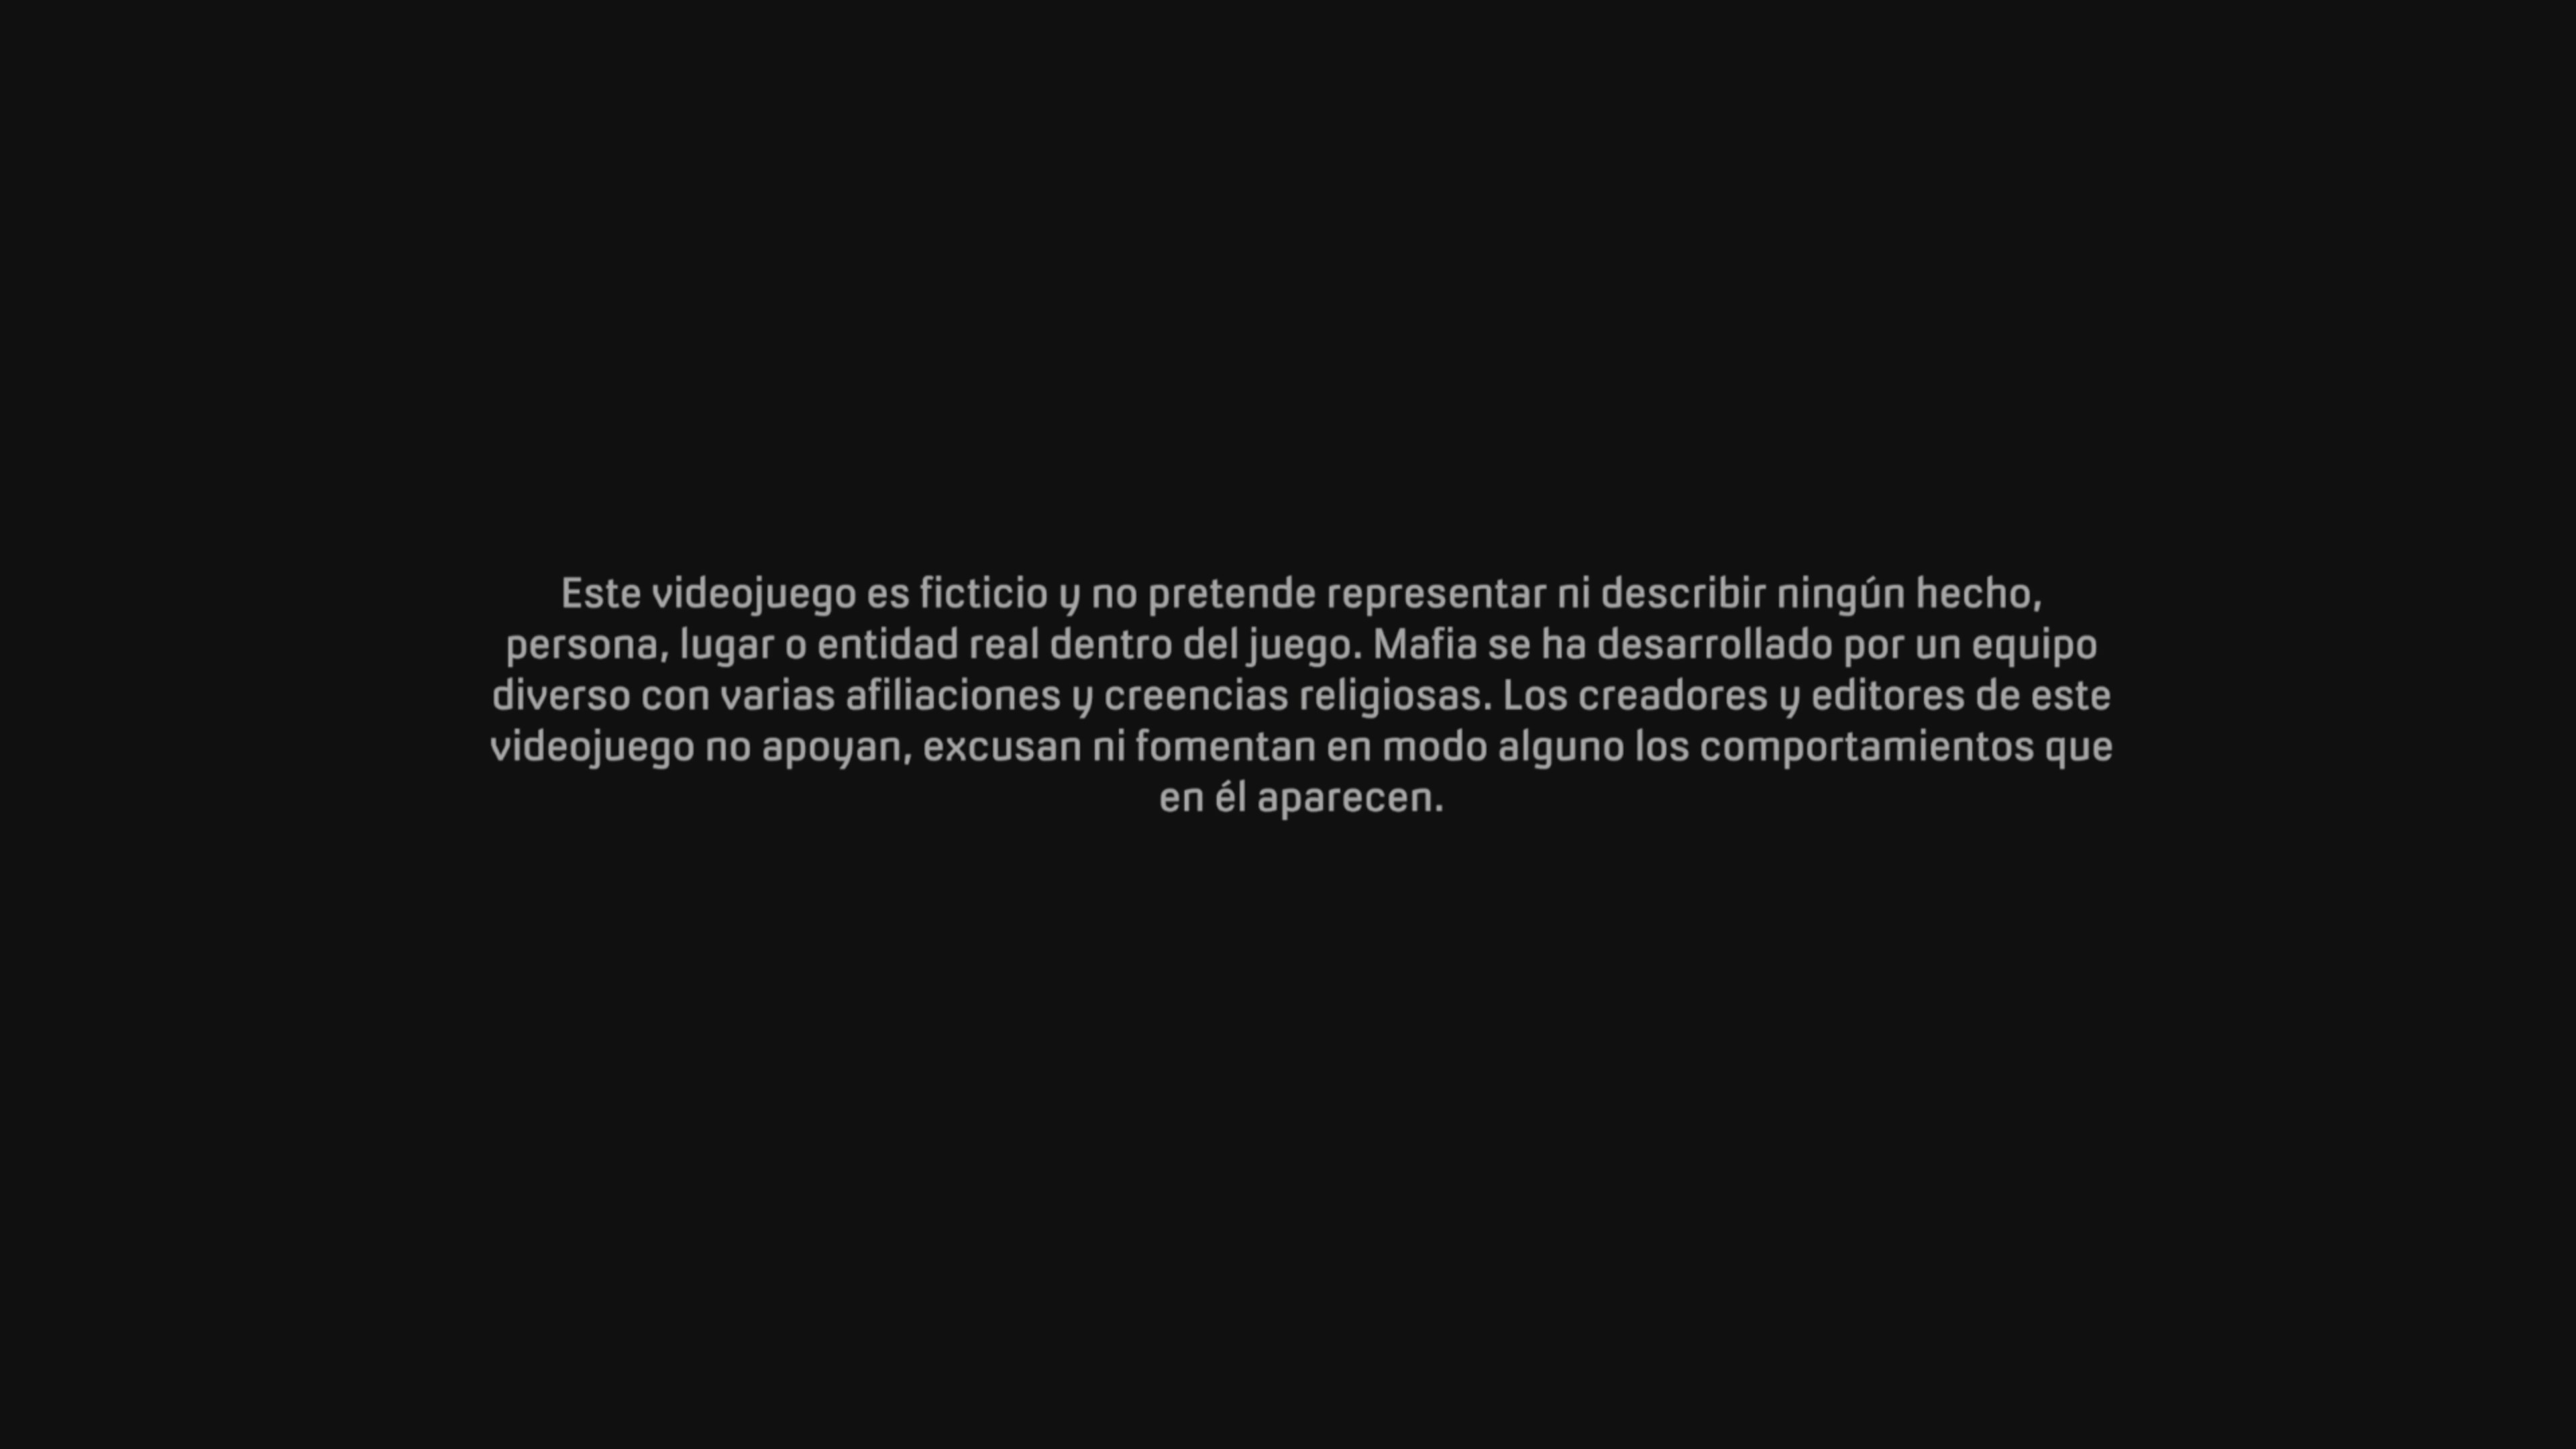 Este videojuego es ficticio y no pretende representar ni describir ningún hecho,
persona, lugar o entidad real dentro del juego. Mafia se ha desarrollado por un equipo
diverso con varias afiliaciones y creencias religiosas. Los creadores y editores de este
videojuego no apoyan, excusan ni fomentan en modo alguno los comportamientos que
en él aparecen.